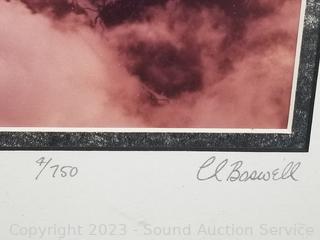 4/750 Cl Boswell
Copyright 2023 - Sound Auction Service